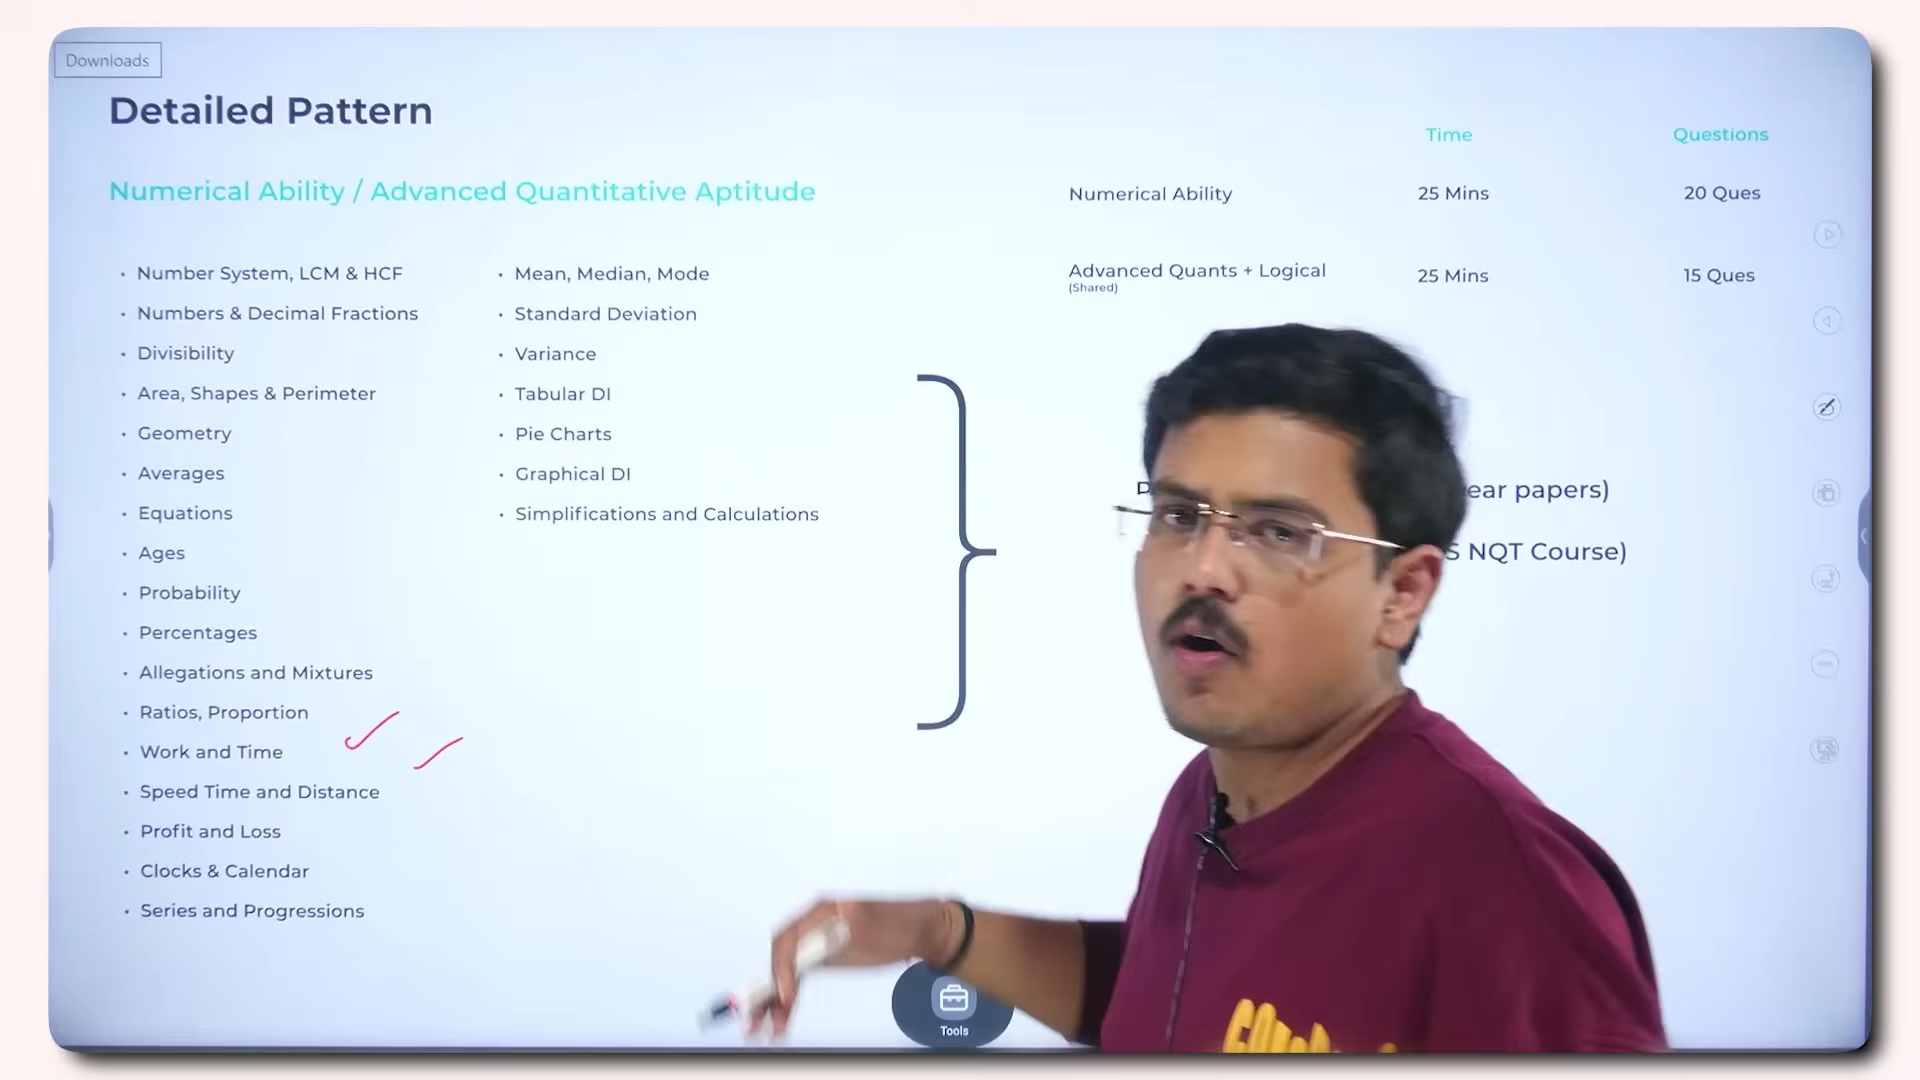 Downloads
Detailed Pattern
Numerical Ability / Advanced Quantitative Aptitude
• Number System, LCM & HCF
• Numbers & Decimal Fractions
• Divisibility
• Area, Shapes & Perimeter
• Geometry
• Averages
• Equations
• Ages
• Probability
• Percentages
• Allegations and Mixtures
• Ratios, Proportion
• Work and Time
• Speed Time and Distance
• Profit and Loss
• Clocks & Calendar
• Series and Progressions
• Mean, Median, Mode
• Standard Deviation
• Variance
• Tabular DI
• Pie Charts
• Graphical DI
• Simplifications and Calculations
Time Questions
Numerical Ability 25 Mins 20 Ques
Advanced Quants + Logical 25 Mins 15 Ques
(Shared)
papers)
NQT Course)
Tools